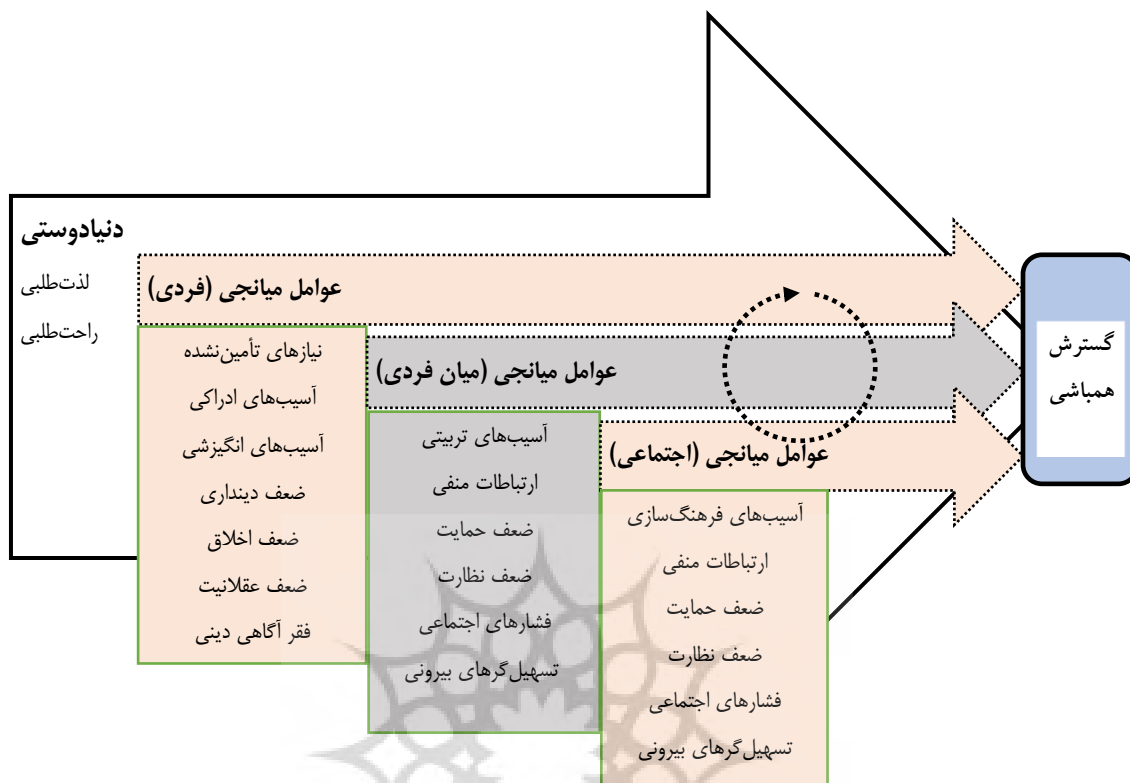 دنیادوستی
لذت‌طلبی
راحت‌طلبی
عوامل میانجی (فردی)
نیازهای تأمین‌نشده
آسیب‌های ادراکی
آسیب‌های انگیزشی
ضعف دینداری
ضعف اخلاق
ضعف عقلانیت
فقر آگاهی دینی
عوامل میانجی (میان فردی)
آسیب‌های تربیتی
ارتباطات منفی
ضعف حمایت
ضعف نظارت
فشارهای اجتماعی
تسهیل‌گرهای بیرونی
عوامل میانجی (اجتماعی)
آسیب‌های فرهنگ‌سازی
ارتباطات منفی
ضعف حمایت
ضعف نظارت
فشارهای اجتماعی
تسهیل‌گرهای بیرونی
گسترش
همباشی